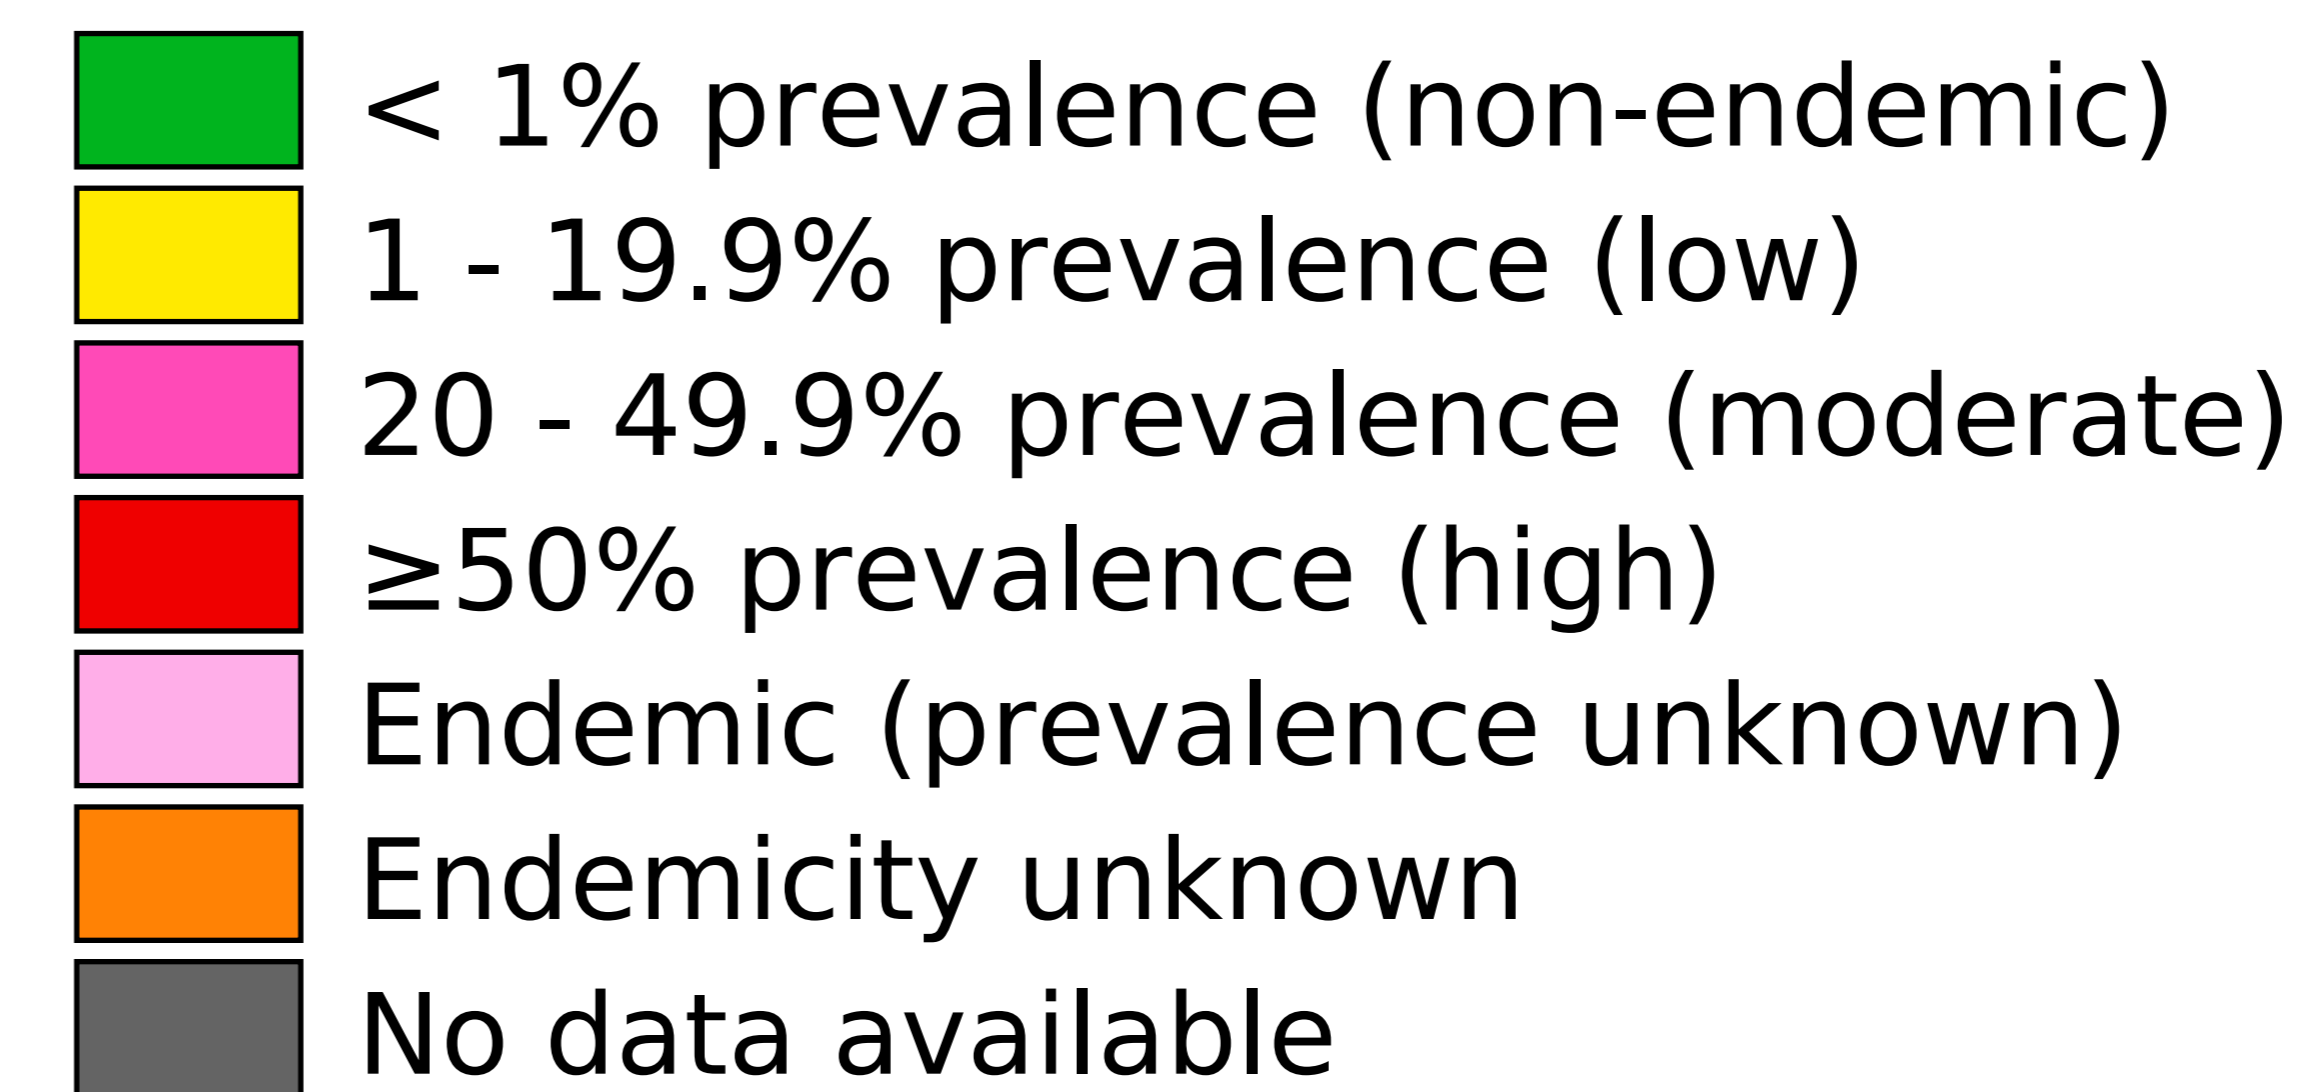 < 1% prevalence (non-endemic)
1 - 19.9% prevalence (low)
20 - 49.9% prevalence (moderate)
≥50% prevalence (high)
Endemic (prevalence unknown)
Endemicity unknown
No data available